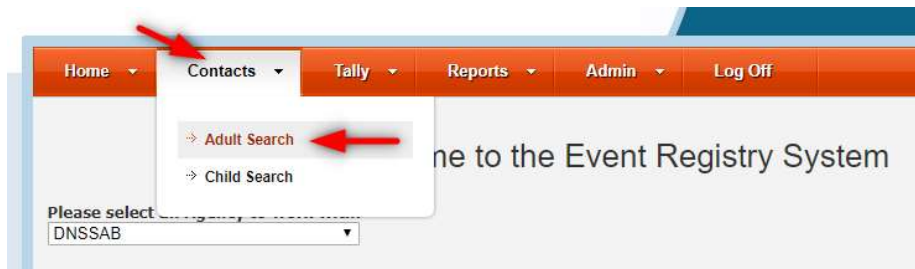 Home Contacts Tally Reports Admin Log Off
Adult Search
to the Event Registry System
Child Search
Please select
DNSSAB